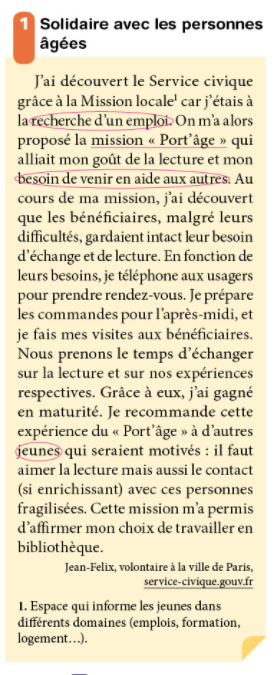 1 Solidaire avec les personnes
âgées
J'ai découvert le Service civique
grâce à la Mission locale¹ car j'étais à
la recherche d'un emploi. On m'a alors
proposé la mission « Port'âge » qui
alliait mon goût de la lecture et mon
besoin de venir en aide aux autres. Au
cours de ma mission, j'ai découvert
que les bénéficiaires, malgré leurs
difficultés, gardaient intact leur besoin
d'échange et de lecture. En fonction de
leurs besoins, je téléphone aux usagers
pour prendre rendez-vous. Je prépare
les commandes pour l'après-midi, et
je fais mes visites aux bénéficiaires.
Nous prenons le temps d'échanger
sur la lecture et sur nos expériences
respectives. Grâce à eux, j'ai gagné
en maturité. Je recommande cette
expérience du « Port'âge » à d'autres
jeunes qui seraient motivés : il faut
aimer la lecture mais aussi le contact
(si enrichissant) avec ces personnes
fragilisées. Cette mission m'a permis
d'affirmer mon choix de travailler en
bibliothèque.
Jean-Felix, volontaire à la ville de Paris,
service-civique.gouv.fr
1. Espace qui informe les jeunes dans
différents domaines (emplois, formation,
logement…).